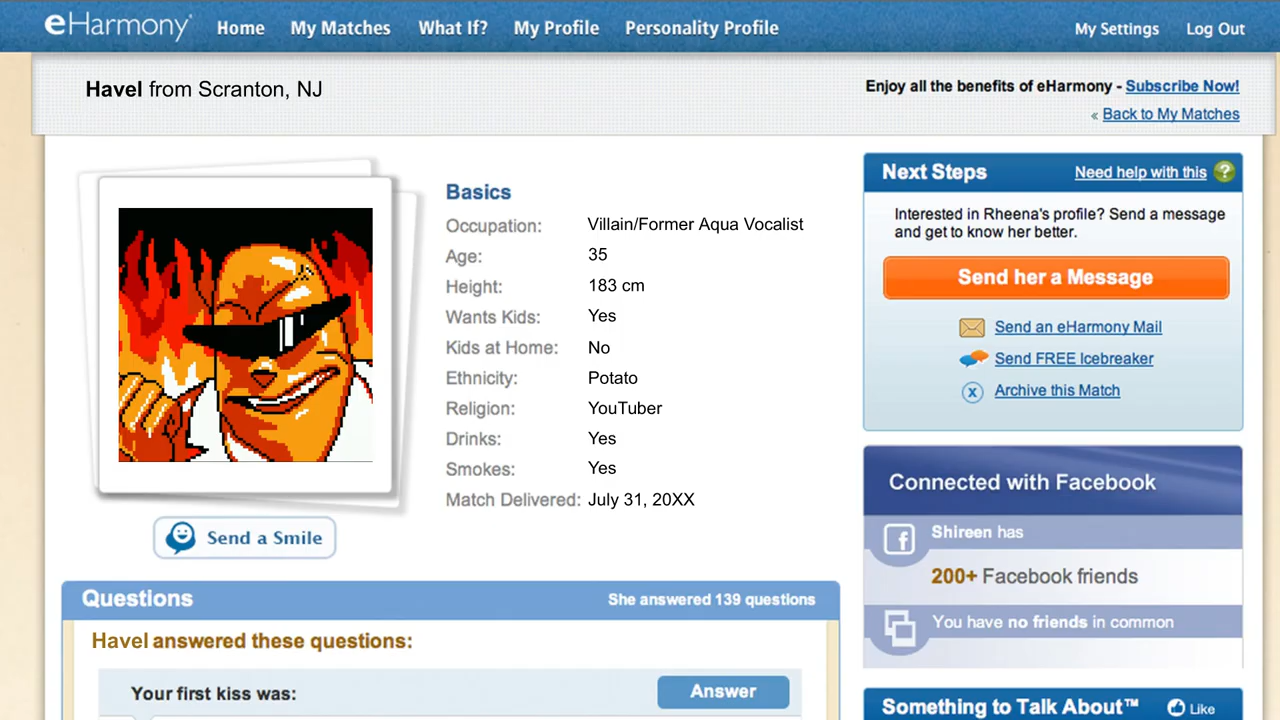 eHarmony Home My Matches What If? My Profile Personality Profile My Settings Log Out
Havel from Scranton, NJ
Enjoy all the benefits of eHarmony - Subscribe Now!
« Back to My Matches
Basics
Occupation: Villain/Former Aqua Vocalist
Age: 35
Height: 183 cm
Wants Kids: Yes
Kids at Home: No
Ethnicity: Potato
Religion: YouTuber
Drinks: Yes
Smokes: Yes
Match Delivered: July 31, 20XX
Send a Smile
Questions She answered 139 questions
Havel answered these questions:
Your first kiss was: Answer
Next Steps Need help with this ?
Interested in Rheena's profile? Send a message
and get to know her better.
Send her a Message
Send an eHarmony Mail
Send FREE Icebreaker
x Archive this Match
Connected with Facebook
f Shireen has
200+ Facebook friends
You have no friends in common
Something to Talk About™ Like